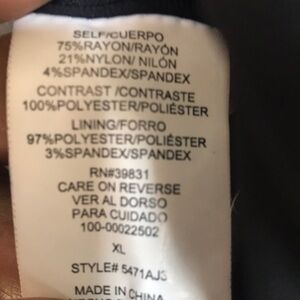 SELF/CUERPO
75%RAYON/RAYÓN
21%NYLON/ NILÓN
4%SPANDEX/SPANDEX
CONTRAST /CONTRASTE
100%POLYESTER/POLIÉSTER
LINING/FORRO
97%POLYESTER/POLIÉSTER
3%SPANDEX/SPANDEX
RN#39831
CARE ON REVERSE
VER AL DORSO
PARA CUIDADO
100-00022502
XL
STYLE# 5471AJ3
MADE IN CHINA